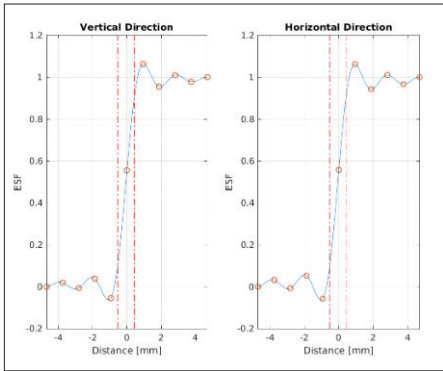 Vertical Direction
1.2
1
0.8
0.6
0.4
0.2
0
-0.2
ESF
-4 -2 0 2 4
Distance [mm]
Horizontal Direction
1.2
1
0.8
0.6
0.4
0.2
0
-0.2
ESF
-4 -2 0 2 4
Distance [mm]